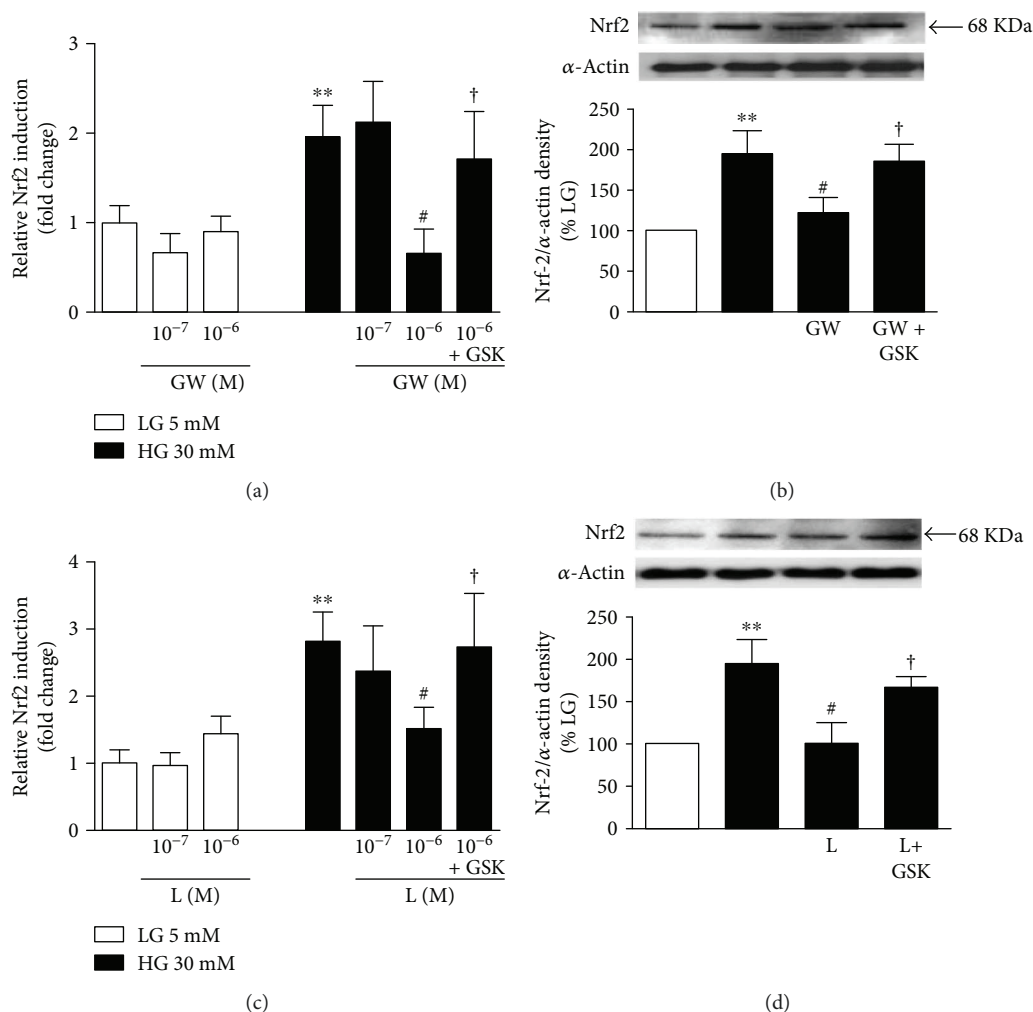 3
2
1
0
Relative Nrf2 induction
(fold change)
**
#
†
10⁻⁷ 10⁻⁶ 10⁻⁷ 10⁻⁶ 10⁻⁶
+ GSK
GW (M) GW (M)
LG 5 mM
HG 30 mM
(a)
Nrf2 68 KDa
α-Actin
250
200
150
100
50
0
Nrf-2/α-actin density
(% LG)
**
#
†
GW GW +
GSK
(b)
4
3
2
1
0
Relative Nrf2 induction
(fold change)
**
#
†
10⁻⁷ 10⁻⁶ 10⁻⁷ 10⁻⁶ 10⁻⁶
+ GSK
L (M) L (M)
LG 5 mM
HG 30 mM
(c)
Nrf2 68 KDa
α-Actin
250
200
150
100
50
0
Nrf-2/α-actin density
(% LG)
**
#
†
L L+
GSK
(d)